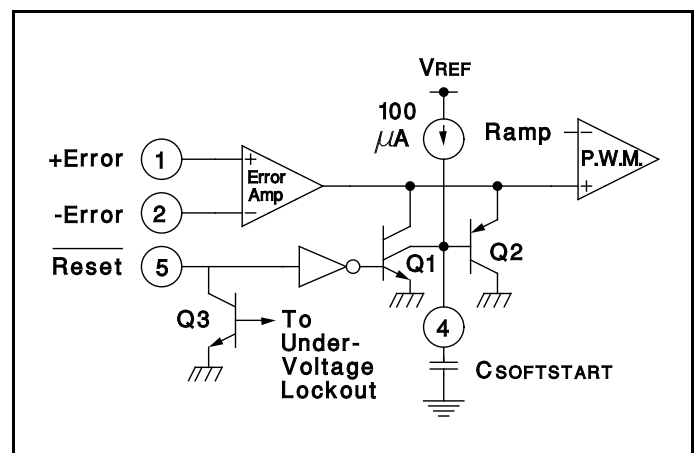 VREF
100
µA
Ramp
P.W.M.
+Error
1
+
Error
Amp
−
−
+
-Error
2
Reset
5
Q1
Q2
Q3
To
Under-
Voltage
Lockout
4
CSOFTSTART